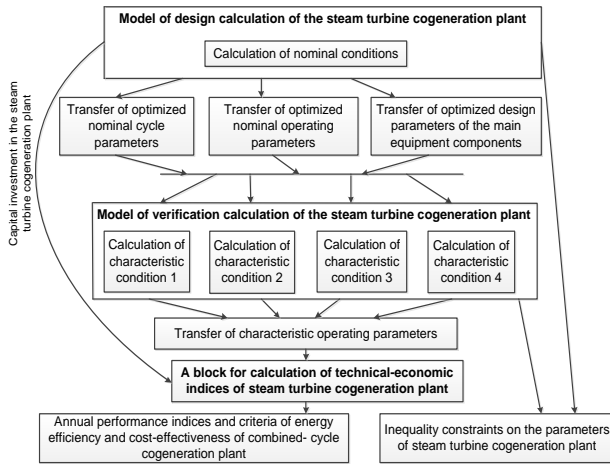 Model of design calculation of the steam turbine cogeneration plant
Calculation of nominal conditions
Capital investment in the steam
turbine cogeneration plant
Transfer of optimized
nominal cycle
parameters
Transfer of optimized
nominal operating
parameters
Transfer of optimized design
parameters of the main
equipment components
Model of verification calculation of the steam turbine cogeneration plant
Calculation of
characteristic
condition 1
Calculation of
characteristic
condition 2
Calculation of
characteristic
condition 3
Calculation of
characteristic
condition 4
Transfer of characteristic operating parameters
A block for calculation of technical-economic
indices of steam turbine cogeneration plant
Annual performance indices and criteria of energy
efficiency and cost-effectiveness of combined- cycle
cogeneration plant
Inequality constraints on the parameters
of steam turbine cogeneration plant